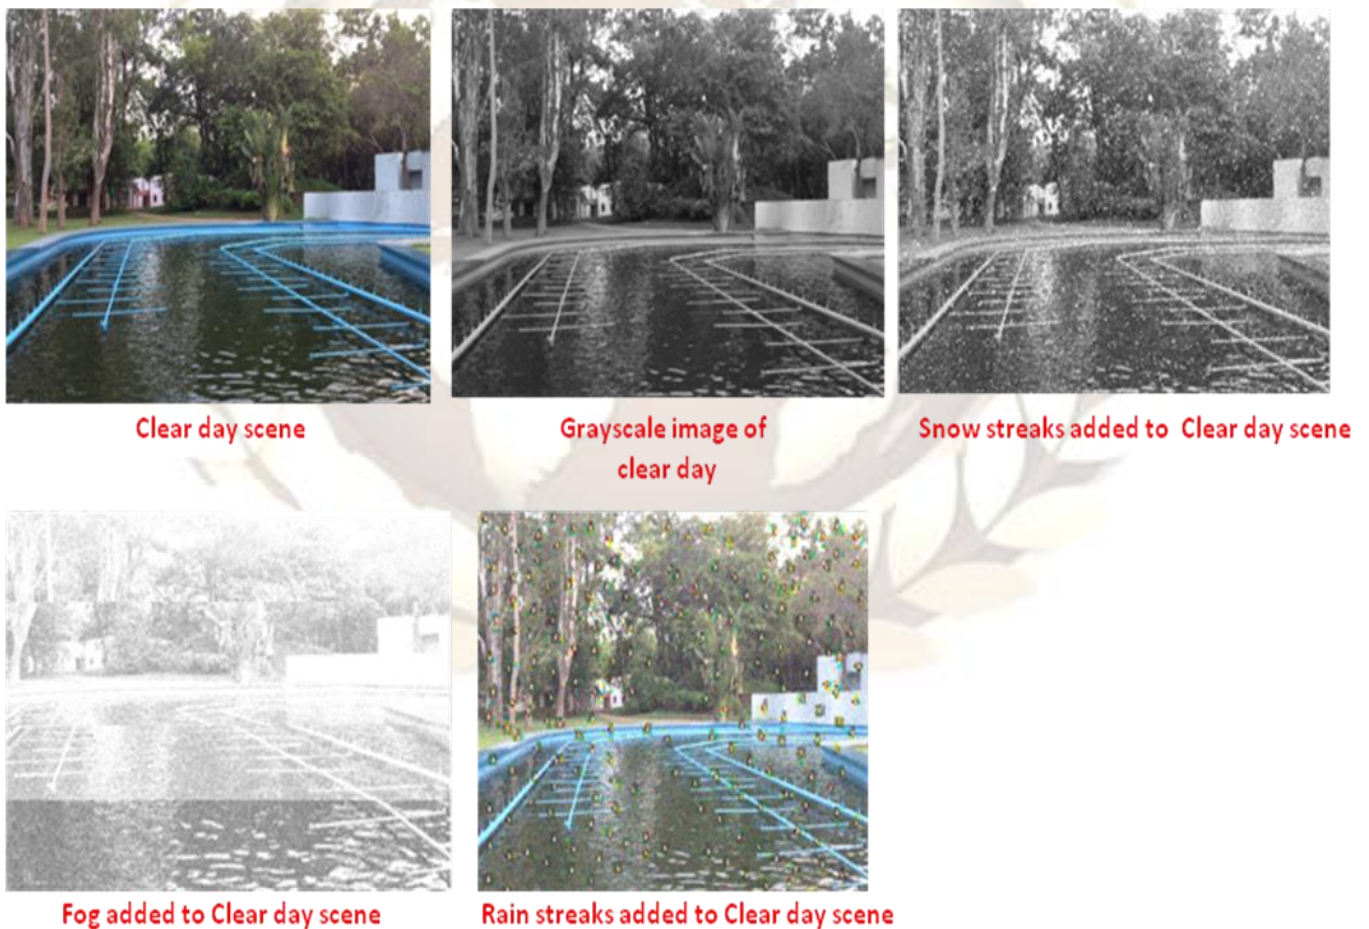 Clear day scene
Grayscale image of
clear day
Snow streaks added to Clear day scene
Fog added to Clear day scene
Rain streaks added to Clear day scene